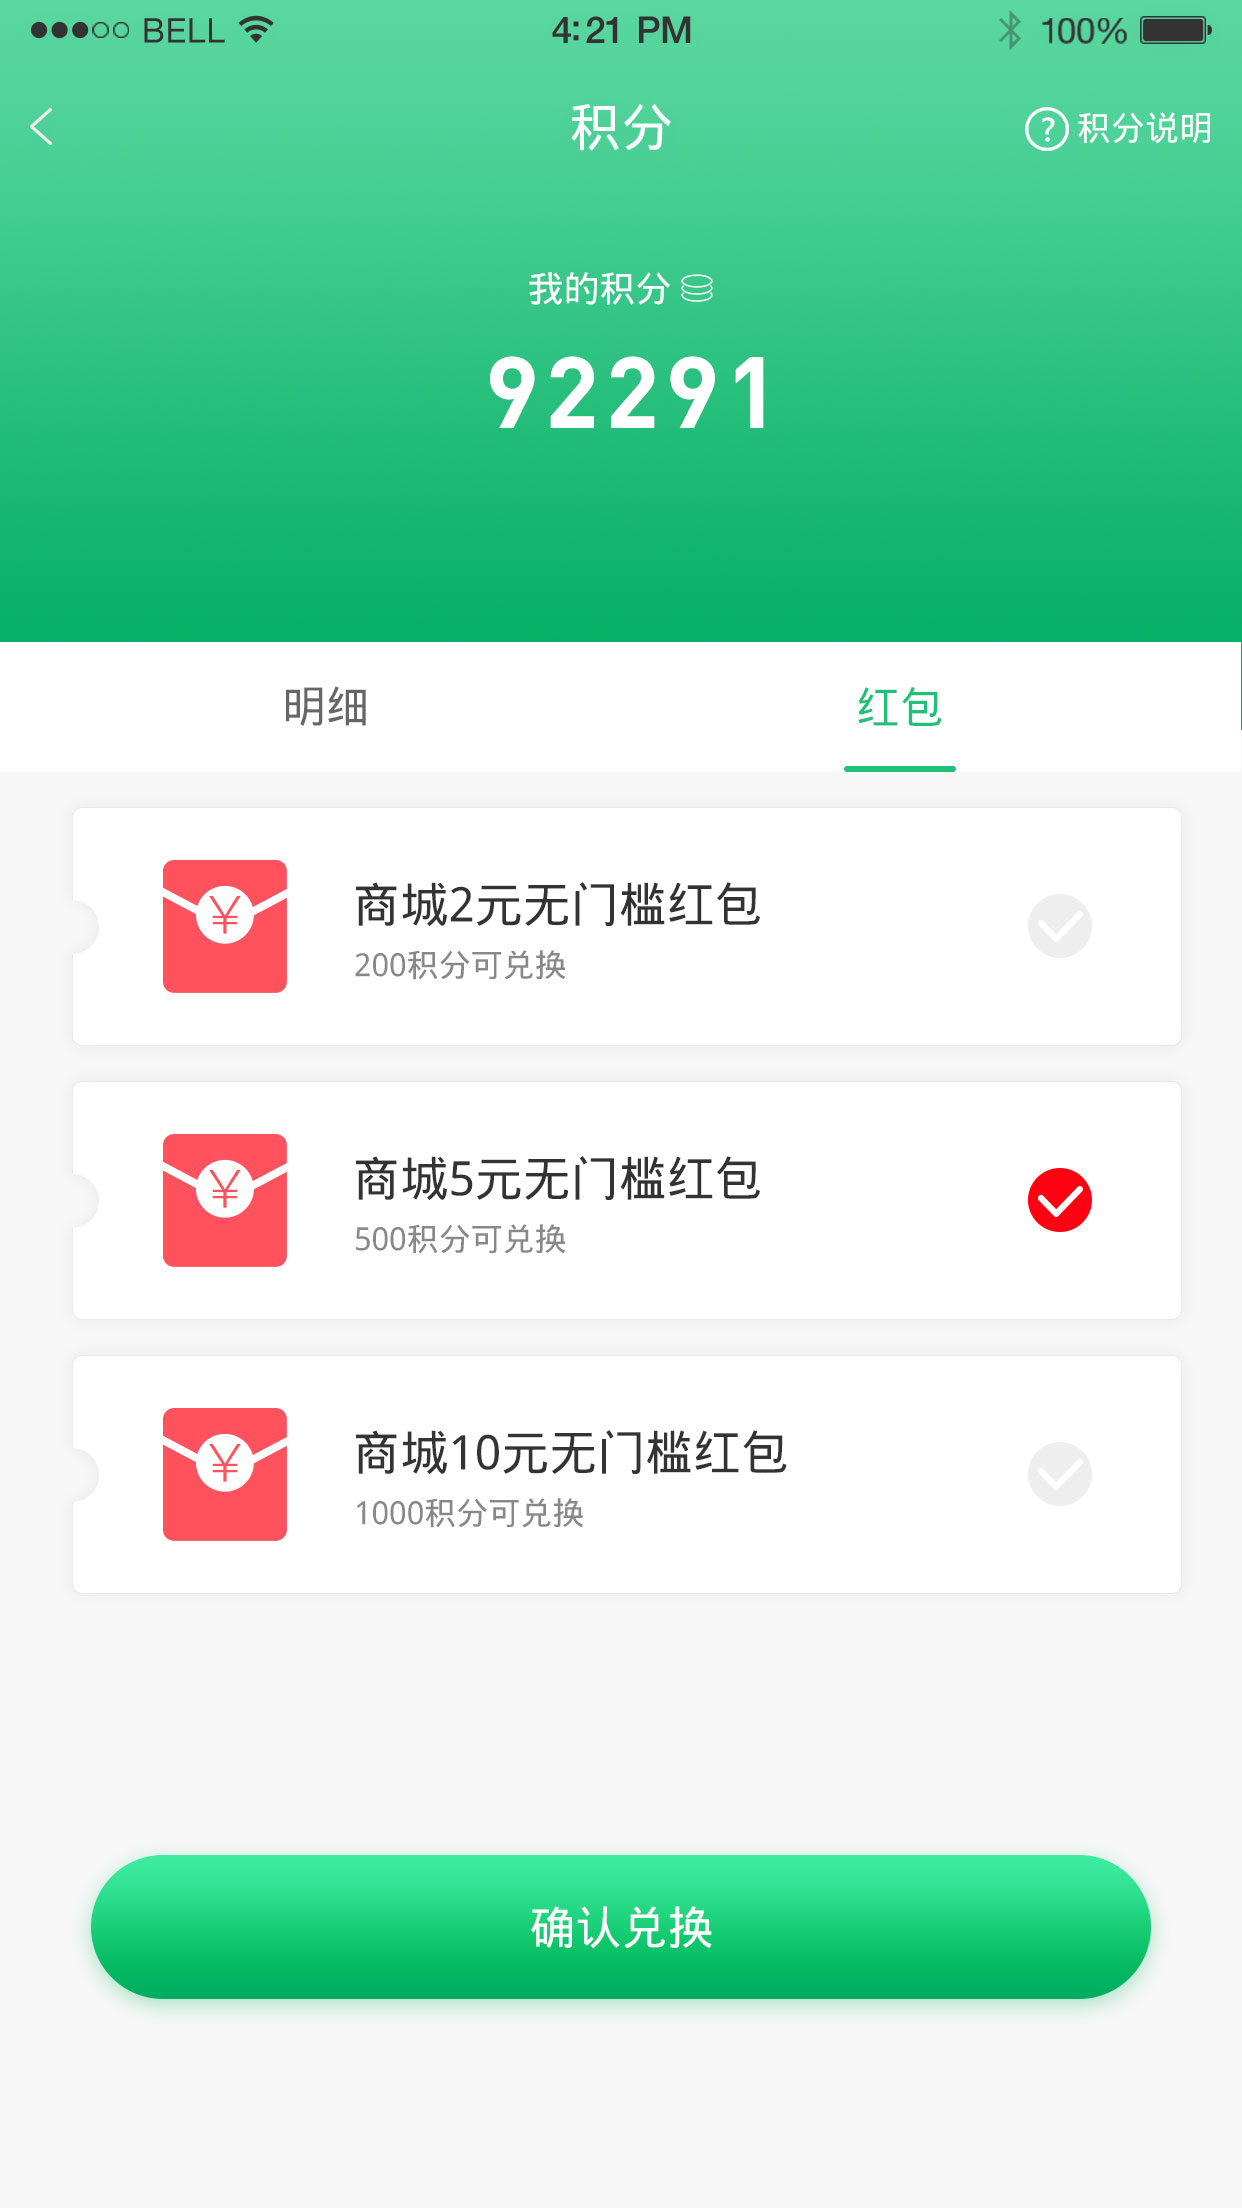 BELL 4:21 PM 100%
积分 ? 积分说明
我的积分
92291
明细 红包
¥
商城2元无门槛红包
200积分可兑换
¥
商城5元无门槛红包
500积分可兑换
¥
商城10元无门槛红包
1000积分可兑换
确认兑换